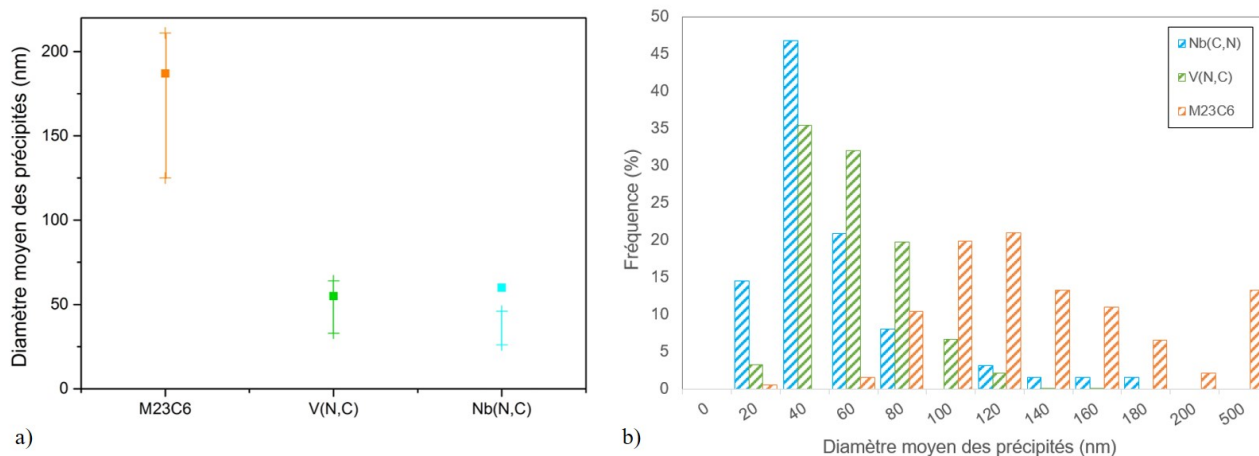 Diamètre moyen des précipités (nm)
200
150
100
50
0
M23C6
V(N,C)
Nb(N,C)
a)
Fréquence (%)
50
45
40
35
30
25
20
15
10
5
0
Nb(C,N)
V(N,C)
M23C6
0
20
40
60
80
100
120
140
160
180
200
500
Diamètre moyen des précipités (nm)
b)